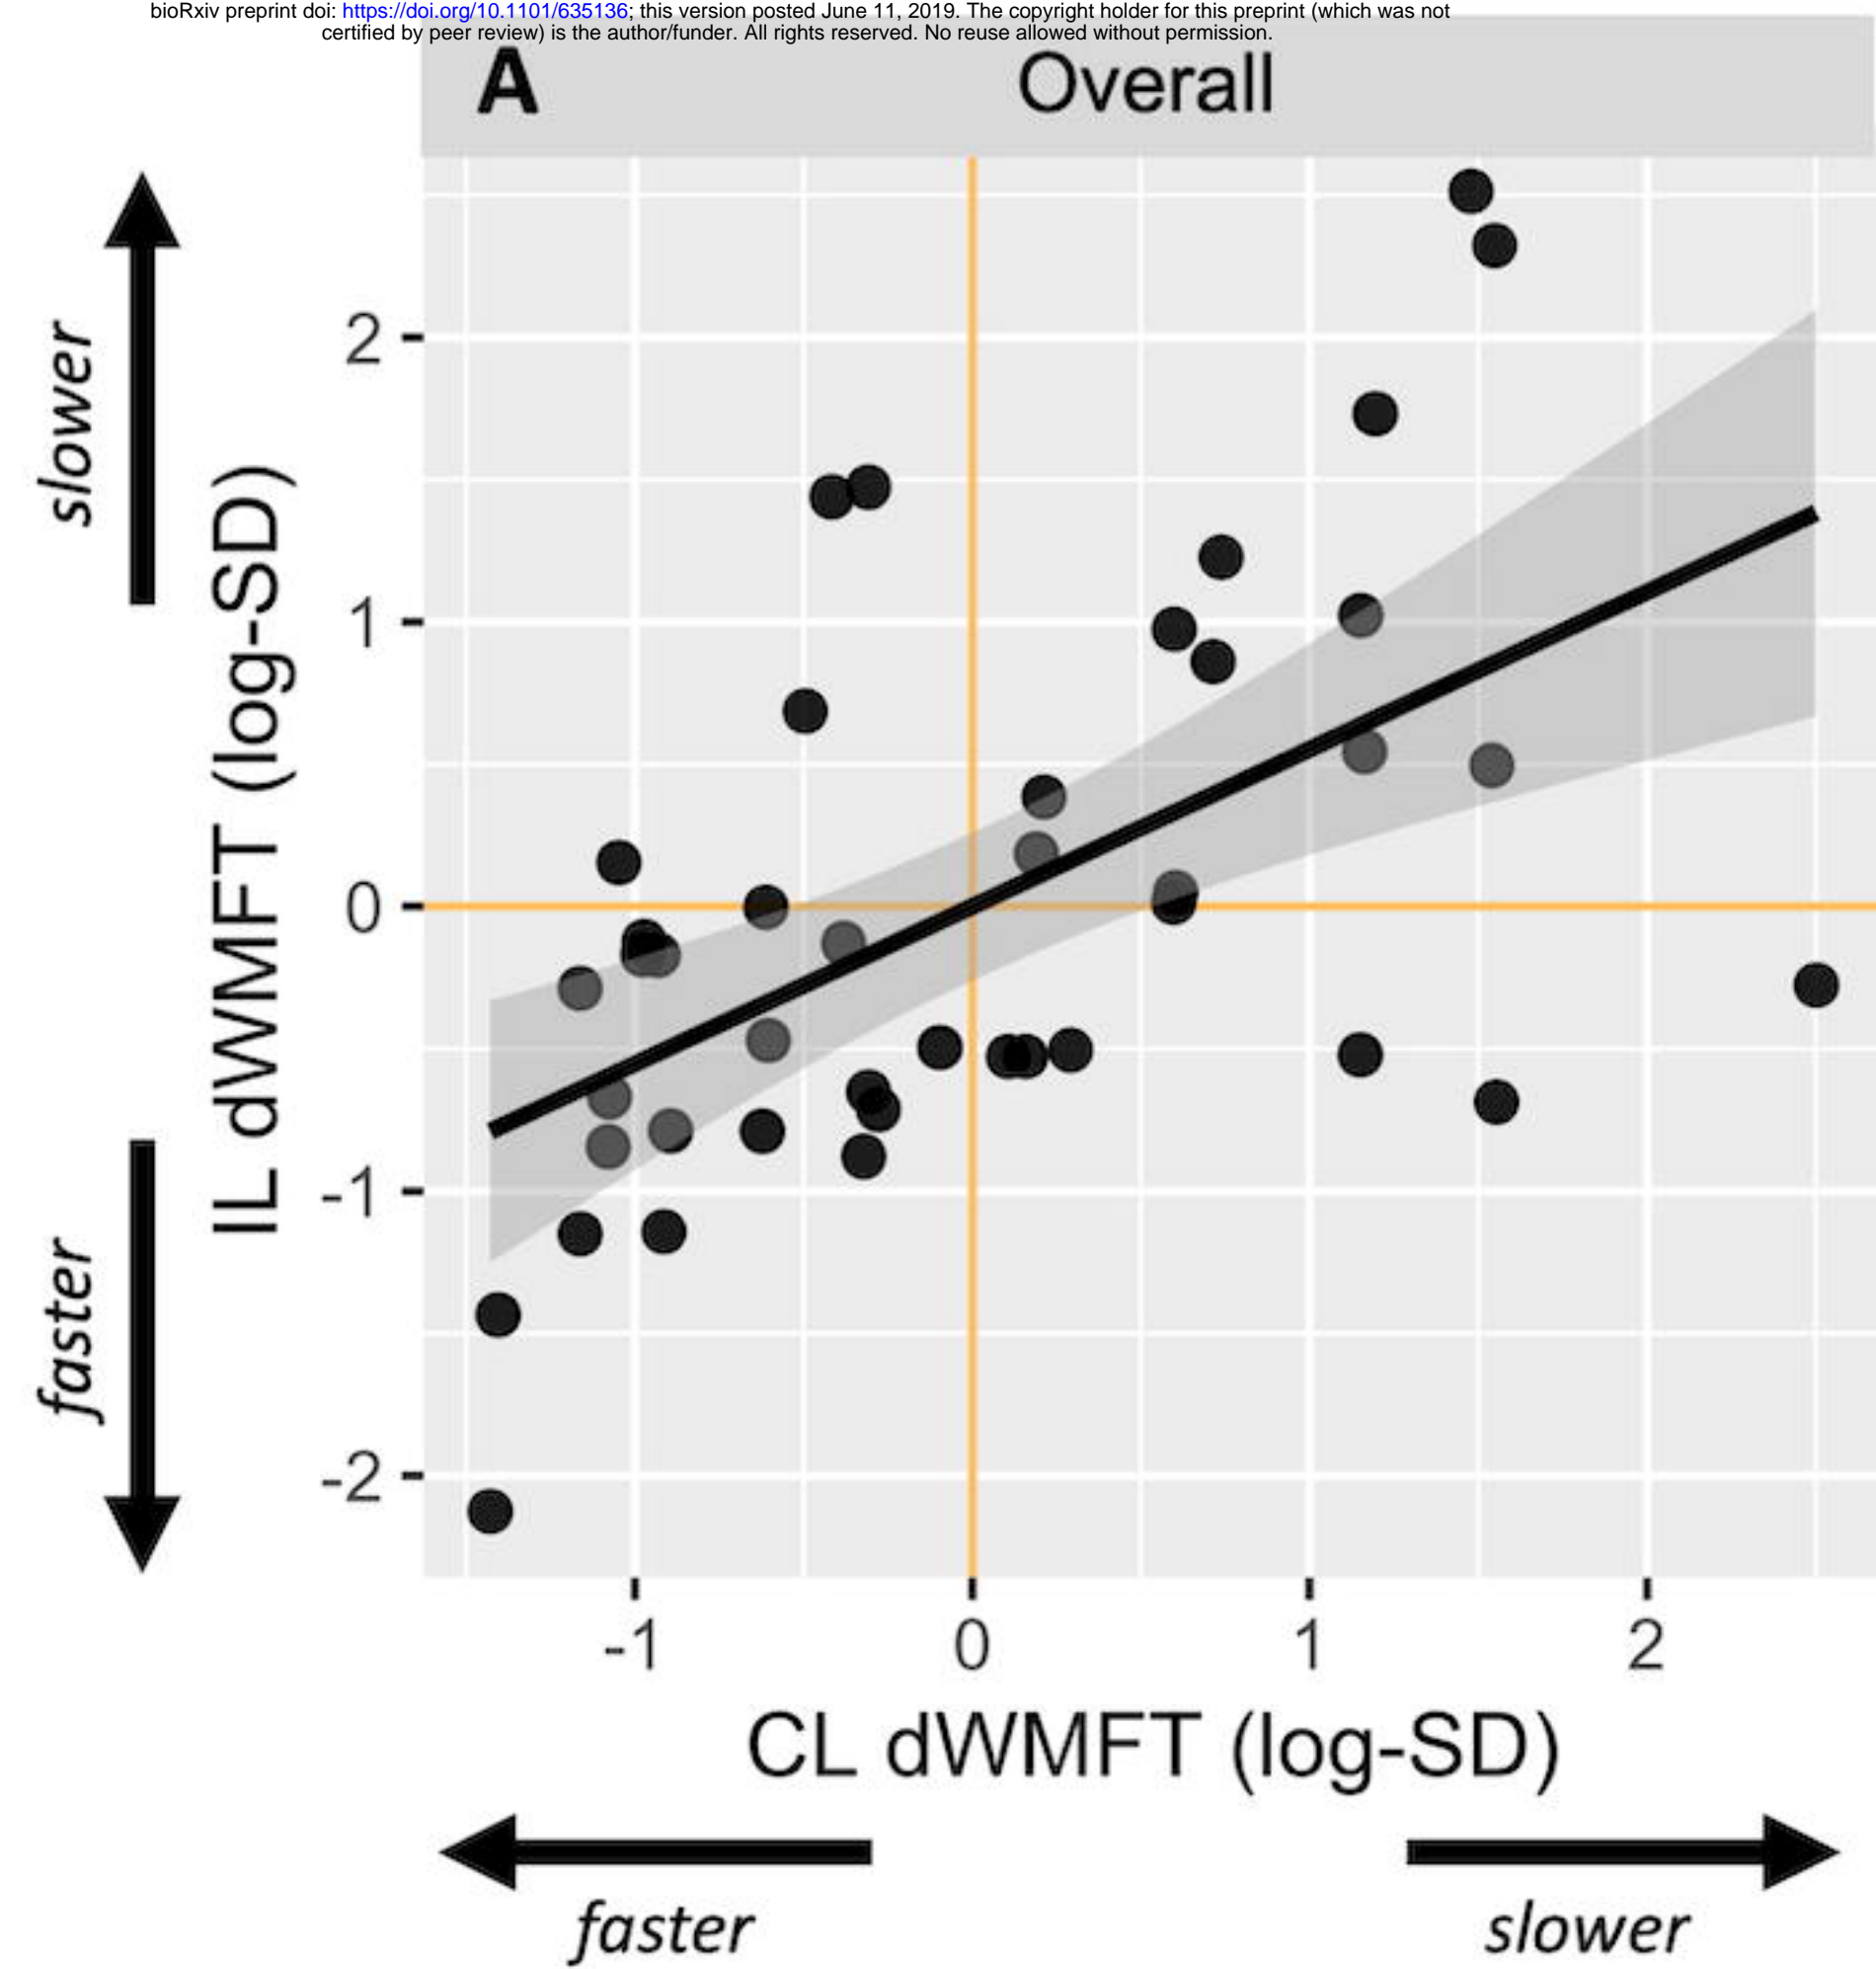 bioRxiv preprint doi: https://doi.org/10.1101/635136; this version posted June 11, 2019. The copyright holder for this preprint (which was not
certified by peer review) is the author/funder. All rights reserved. No reuse allowed without permission.
A
Overall
slower
faster
IL dWMFT (log-SD)
2
1
0
-1
-2
-1
0
1
2
CL dWMFT (log-SD)
faster
slower